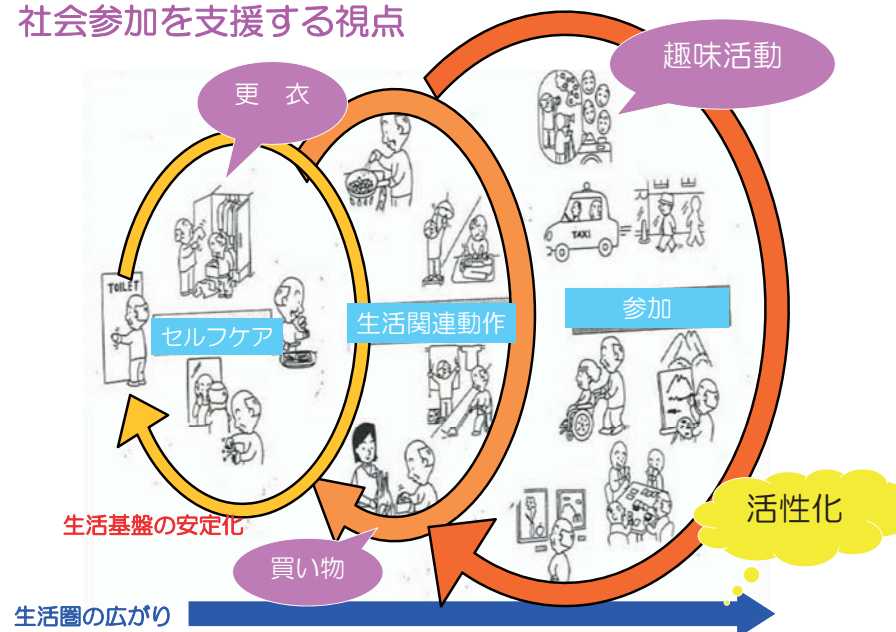 社会参加を支援する視点
趣味活動
更　衣
TAXI
TOILET
セルフケア
生活関連動作
参加
生活基盤の安定化
活性化
買い物
生活圏の広がり